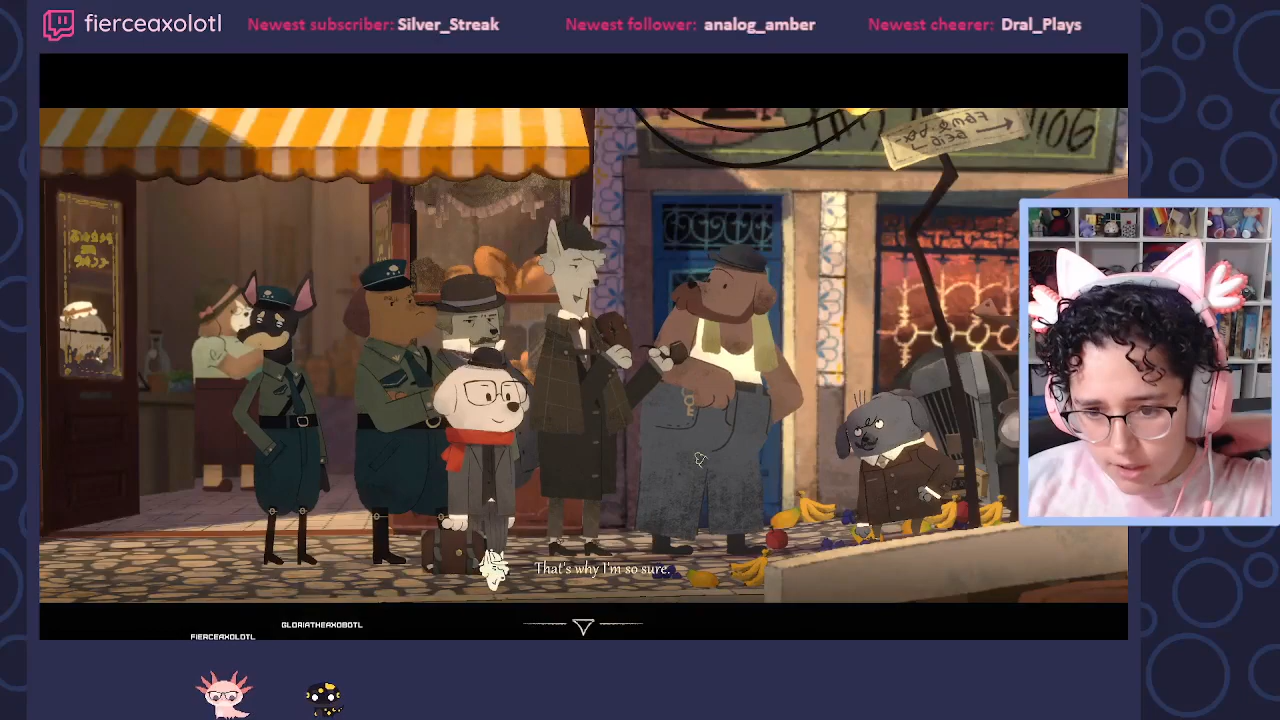 fierceaxolotl
Newest subscriber: Silver_Streak
Newest follower: analog_amber
Newest cheerer: Dral_Plays
That's why I'm so sure.
GLORIATHEAXOBOTL
FIERCEAXOLOTL